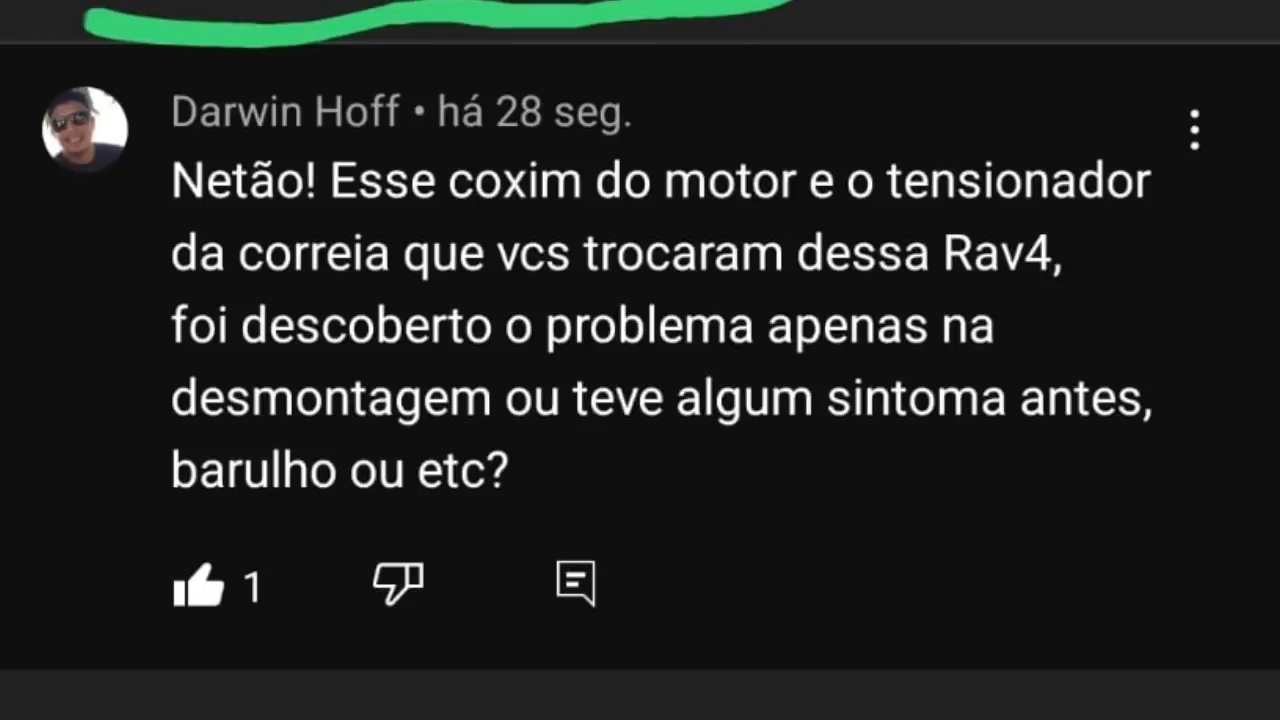 Darwin Hoff • há 28 seg.
Netão! Esse coxim do motor e o tensionador
da correia que vcs trocaram dessa Rav4,
foi descoberto o problema apenas na
desmontagem ou teve algum sintoma antes,
barulho ou etc?
1